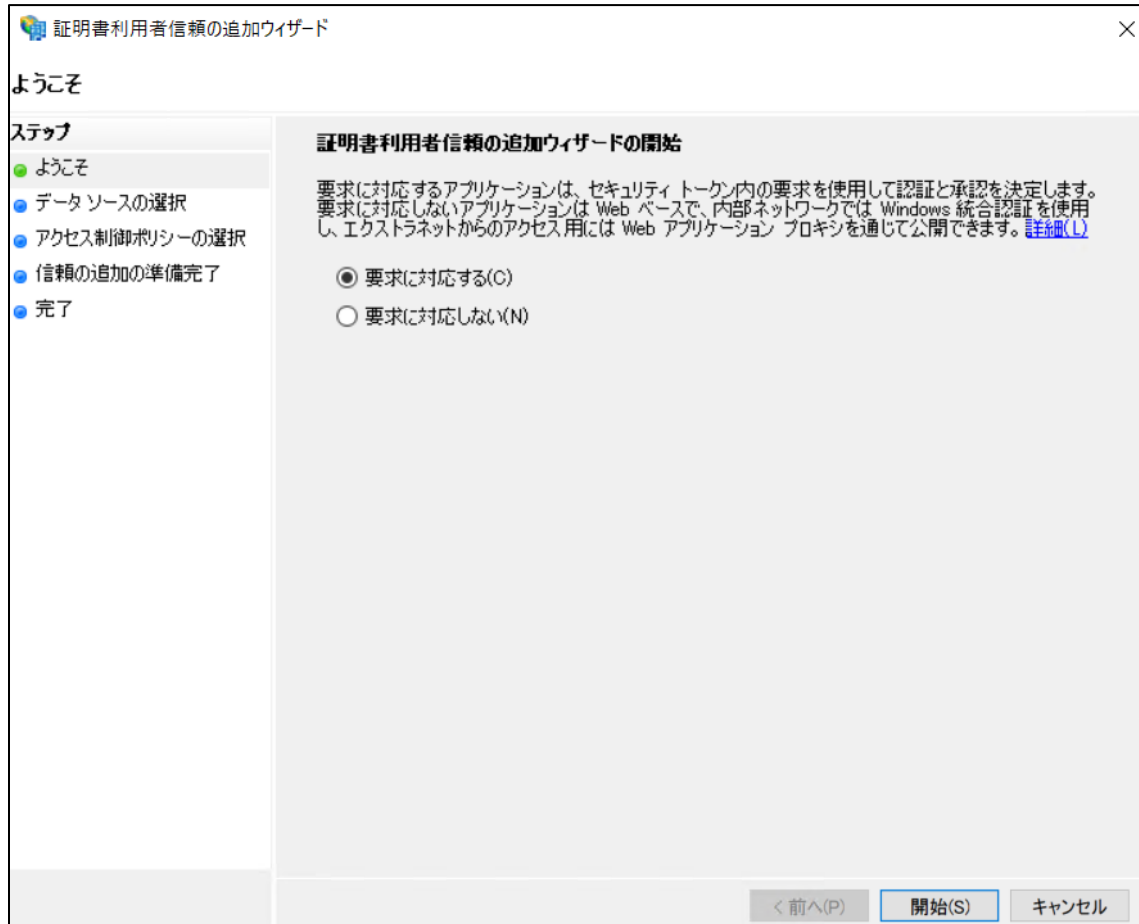 証明書利用者信頼の追加ウィザード
ようこそ
ステップ
ようこそ
データ ソースの選択
アクセス制御ポリシーの選択
信頼の追加の準備完了
完了
証明書利用者信頼の追加ウィザードの開始
要求に対応するアプリケーションは、セキュリティ トークン内の要求を使用して認証と承認を決定します。
要求に対応しないアプリケーションは Web ベースで、内部ネットワークでは Windows 統合認証を使用
し、エクストラネットからのアクセス用には Web アプリケーション プロキシを通じて公開できます。詳細(L)
要求に対応する(C)
要求に対応しない(N)
< 前へ(P)
開始(S)
キャンセル